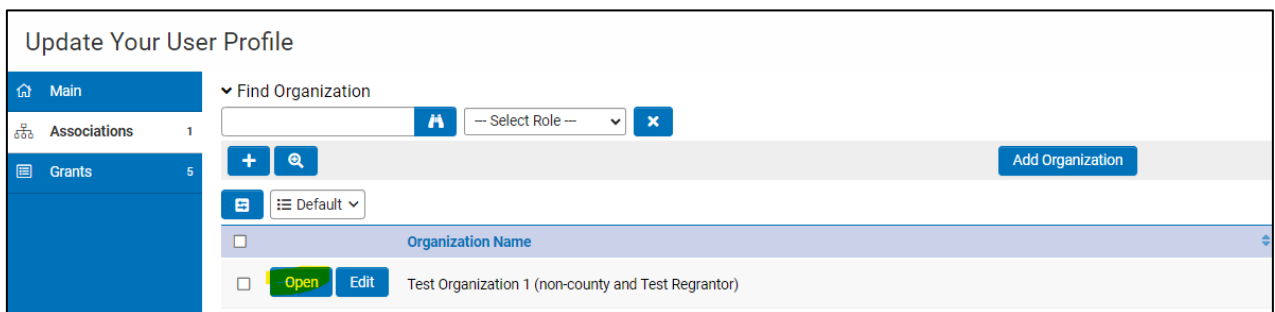 Update Your User Profile
Main
Find Organization
Associations 1
--- Select Role ---
Grants 5
Add Organization
Default
Organization Name
Open Edit Test Organization 1 (non-county and Test Regrantor)